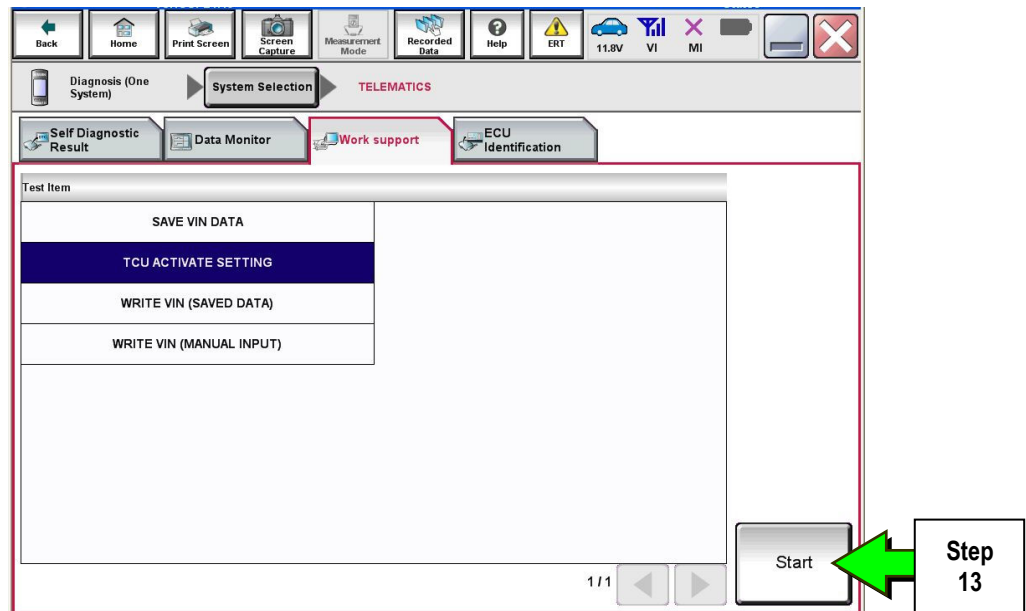 Back
Home
Print Screen
Screen
Capture
Measurement
Mode
Recorded
Data
Help
ERT
11.8V
VI
MI
Diagnosis (One
System)
System Selection
TELEMATICS
Self Diagnostic
Result
Data Monitor
Work support
ECU
Identification
Test Item
SAVE VIN DATA
TCU ACTIVATE SETTING
WRITE VIN (SAVED DATA)
WRITE VIN (MANUAL INPUT)
Start
Step
13
1/1